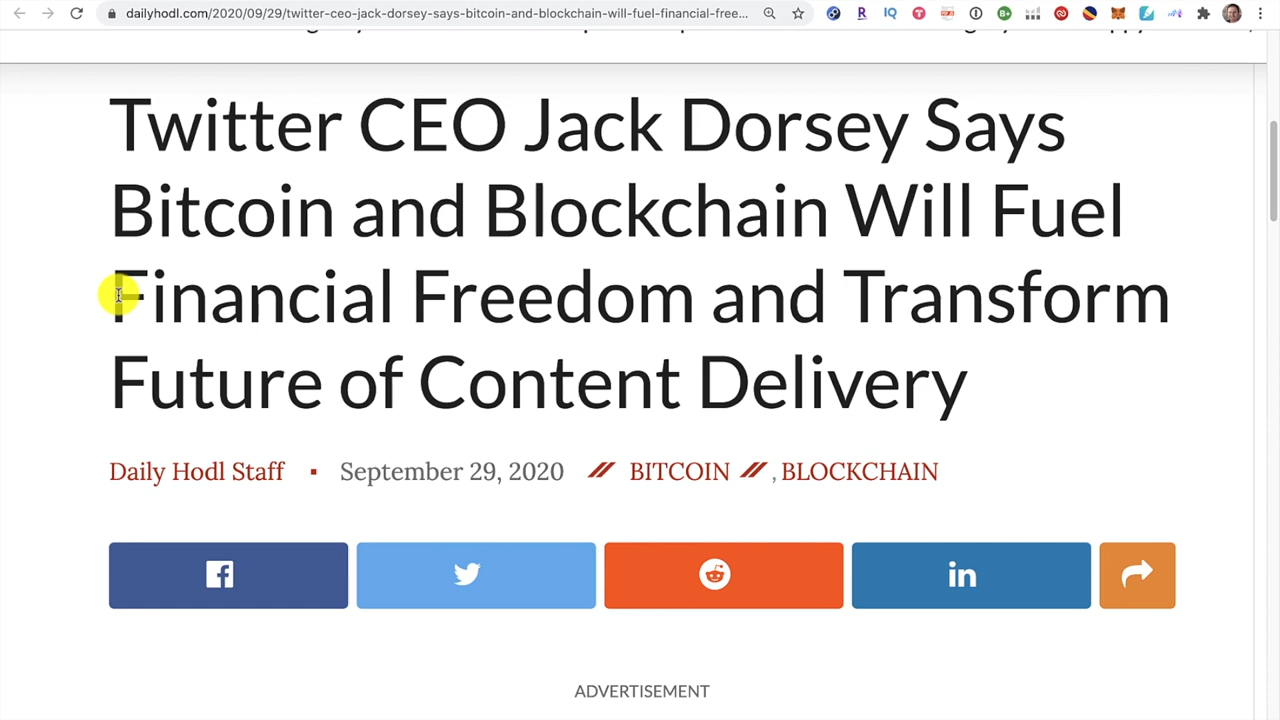 dailyhodl.com/2020/09/29/twitter-ceo-jack-dorsey-says-bitcoin-and-blockchain-will-fuel-financial-free...
Twitter CEO Jack Dorsey Says
Bitcoin and Blockchain Will Fuel
Financial Freedom and Transform
Future of Content Delivery
Daily Hodl Staff ▪ September 29, 2020 // BITCOIN // , BLOCKCHAIN
ADVERTISEMENT